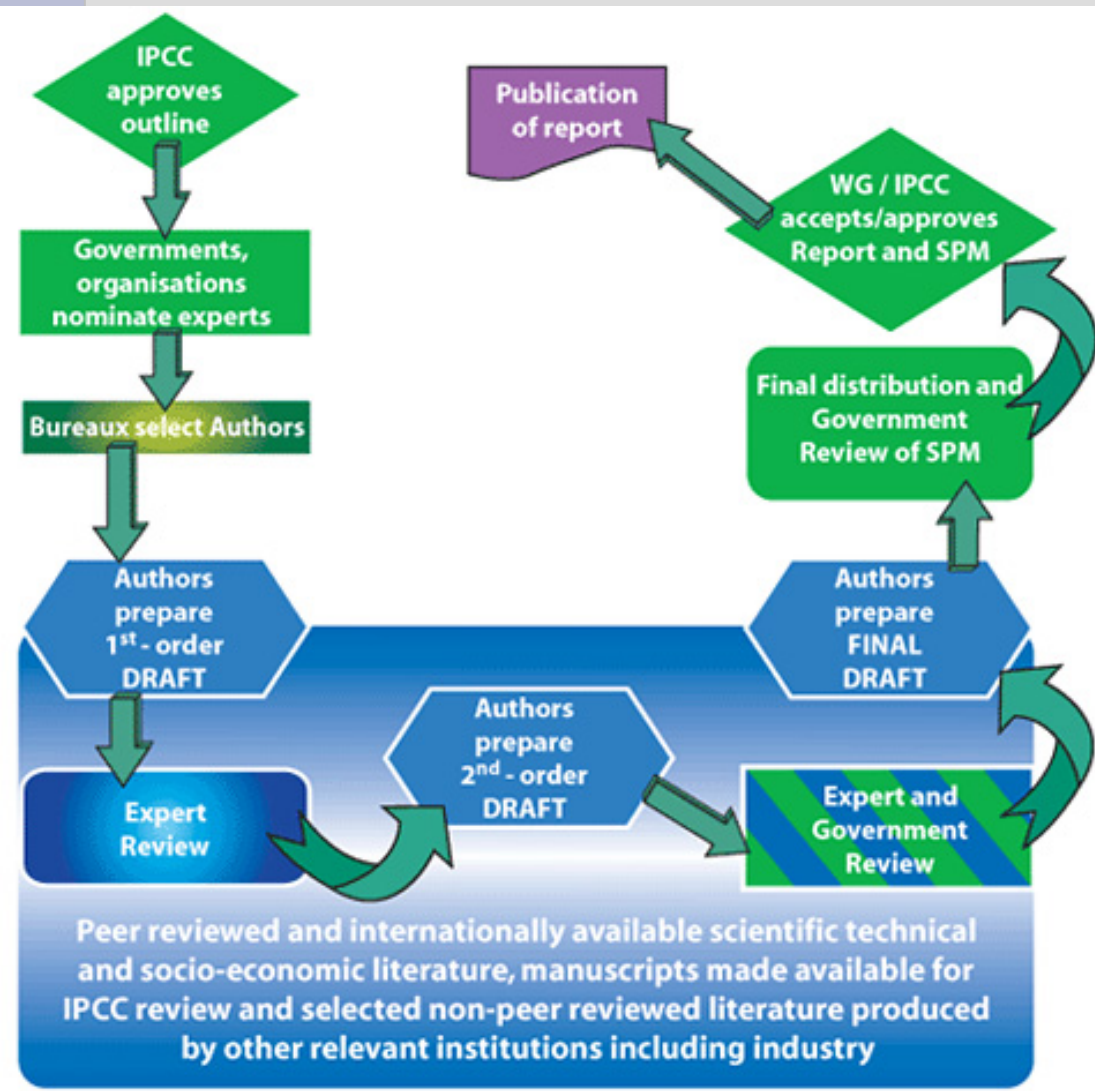 IPCC
approves
outline
Governments,
organisations
nominate experts
Bureaux select Authors
Authors
prepare
1st - order
DRAFT
Expert
Review
Authors
prepare
2nd - order
DRAFT
Expert and
Government
Review
Authors
prepare
FINAL
DRAFT
Final distribution and
Government
Review of SPM
WG / IPCC
accepts/approves
Report and SPM
Publication
of report
Peer reviewed and internationally available scientific technical
and socio-economic literature, manuscripts made available for
IPCC review and selected non-peer reviewed literature produced
by other relevant institutions including industry